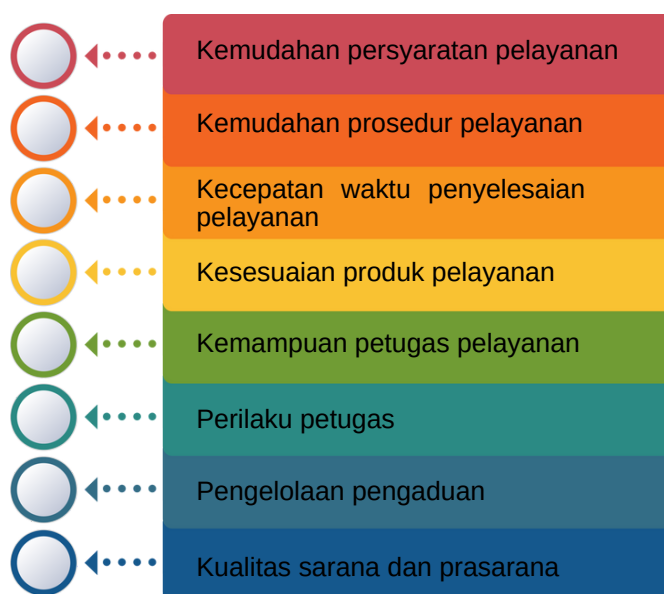 Kemudahan persyaratan pelayanan
Kemudahan prosedur pelayanan
Kecepatan waktu penyelesaian
pelayanan
Kesesuaian produk pelayanan
Kemampuan petugas pelayanan
Perilaku petugas
Pengelolaan pengaduan
Kualitas sarana dan prasarana